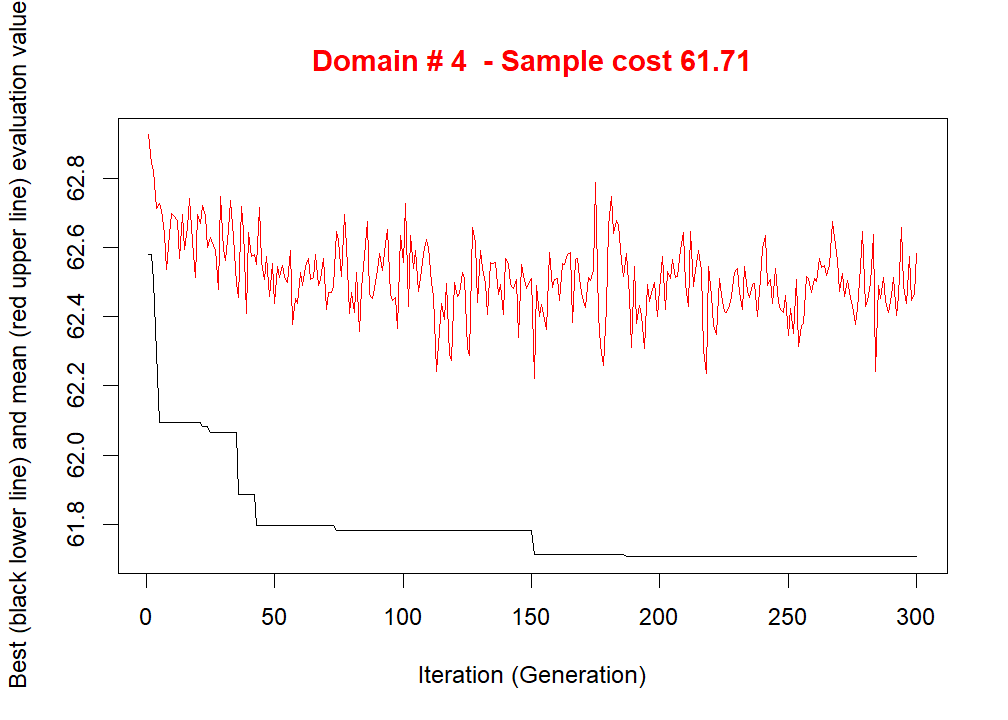 Domain # 4  - Sample cost 61.71
Best (black lower line) and mean (red upper line) evaluation value
62.8
62.6
62.4
62.2
62.0
61.8
0 50 100 150 200 250 300
Iteration (Generation)